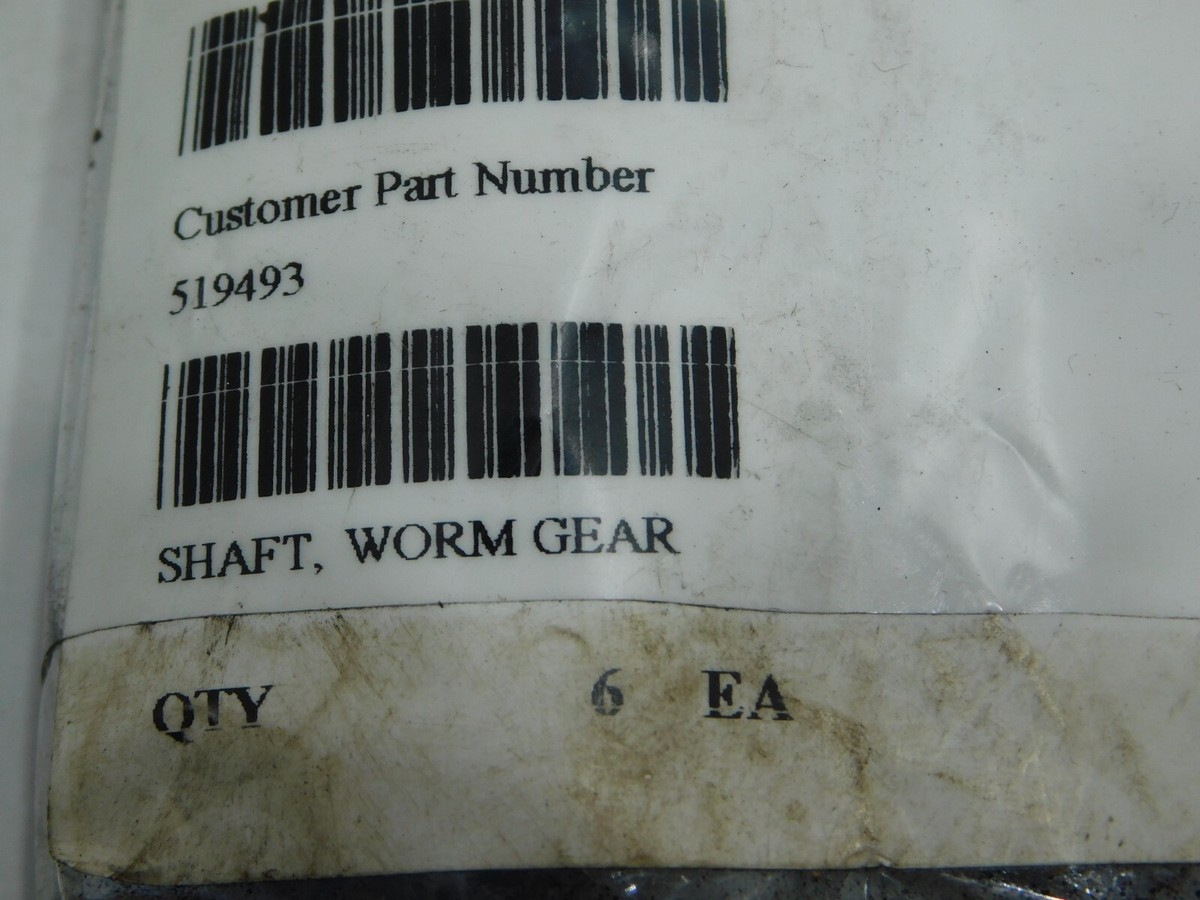 Customer Part Number
519493
SHAFT, WORM GEAR
QTY 6 EA